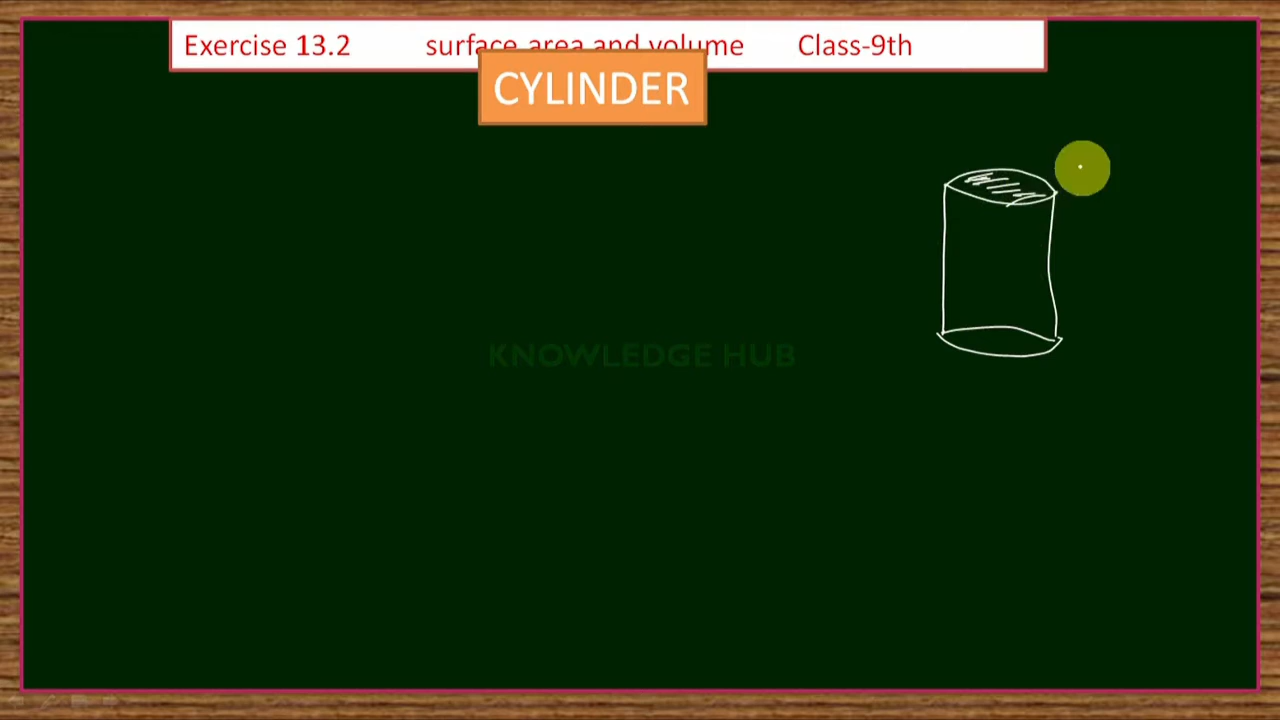 Exercise 13.2 surface area and volume Class-9th
CYLINDER
KNOWLEDGE HUB